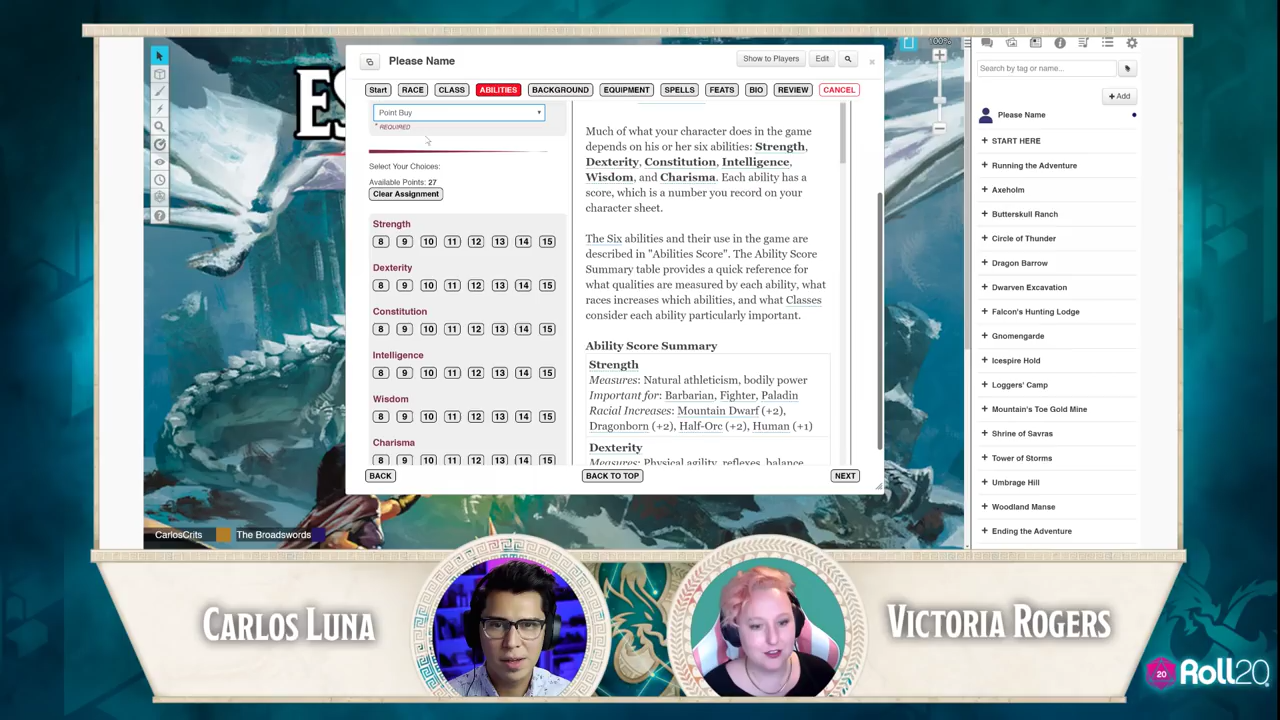 ES
100%
Please Name
Show to Players
Edit
Start
RACE
CLASS
ABILITIES
BACKGROUND
EQUIPMENT
SPELLS
FEATS
BIO
REVIEW
CANCEL
Point Buy
* REQUIRED
Select Your Choices:
Available Points: 27
Clear Assignment
Strength
8 9 10 11 12 13 14 15
Dexterity
8 9 10 11 12 13 14 15
Constitution
8 9 10 11 12 13 14 15
Intelligence
8 9 10 11 12 13 14 15
Wisdom
8 9 10 11 12 13 14 15
Charisma
8 9 10 11 12 13 14 15
Much of what your character does in the game
depends on his or her six abilities: Strength,
Dexterity, Constitution, Intelligence,
Wisdom, and Charisma. Each ability has a
score, which is a number you record on your
character sheet.
The Six abilities and their use in the game are
described in "Abilities Score". The Ability Score
Summary table provides a quick reference for
what qualities are measured by each ability, what
races increases which abilities, and what Classes
consider each ability particularly important.
Ability Score Summary
Strength
Measures: Natural athleticism, bodily power
Important for: Barbarian, Fighter, Paladin
Racial Increases: Mountain Dwarf (+2),
Dragonborn (+2), Half-Orc (+2), Human (+1)
Dexterity
Measures: Physical agility, reflexes, balance,
BACK
BACK TO TOP
NEXT
Search by tag or name...
+ Add
Please Name
+ START HERE
+ Running the Adventure
+ Axeholm
+ Butterskull Ranch
+ Circle of Thunder
+ Dragon Barrow
+ Dwarven Excavation
+ Falcon's Hunting Lodge
+ Gnomengarde
+ Icespire Hold
+ Loggers' Camp
+ Mountain's Toe Gold Mine
+ Shrine of Savras
+ Tower of Storms
+ Umbrage Hill
+ Woodland Manse
+ Ending the Adventure
CarlosCrits
The Broadswords
CARLOS LUNA
VICTORIA ROGERS
20
Roll20